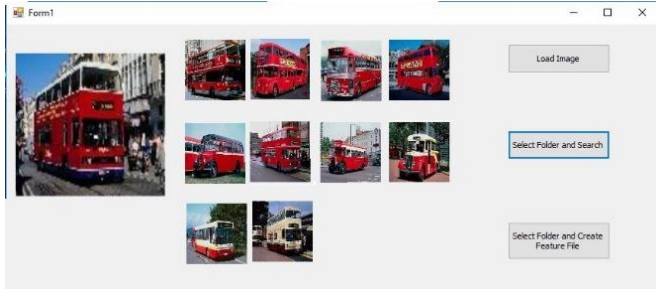 Form1
Load Image
Select Folder and Search
Select Folder and Create
Feature File